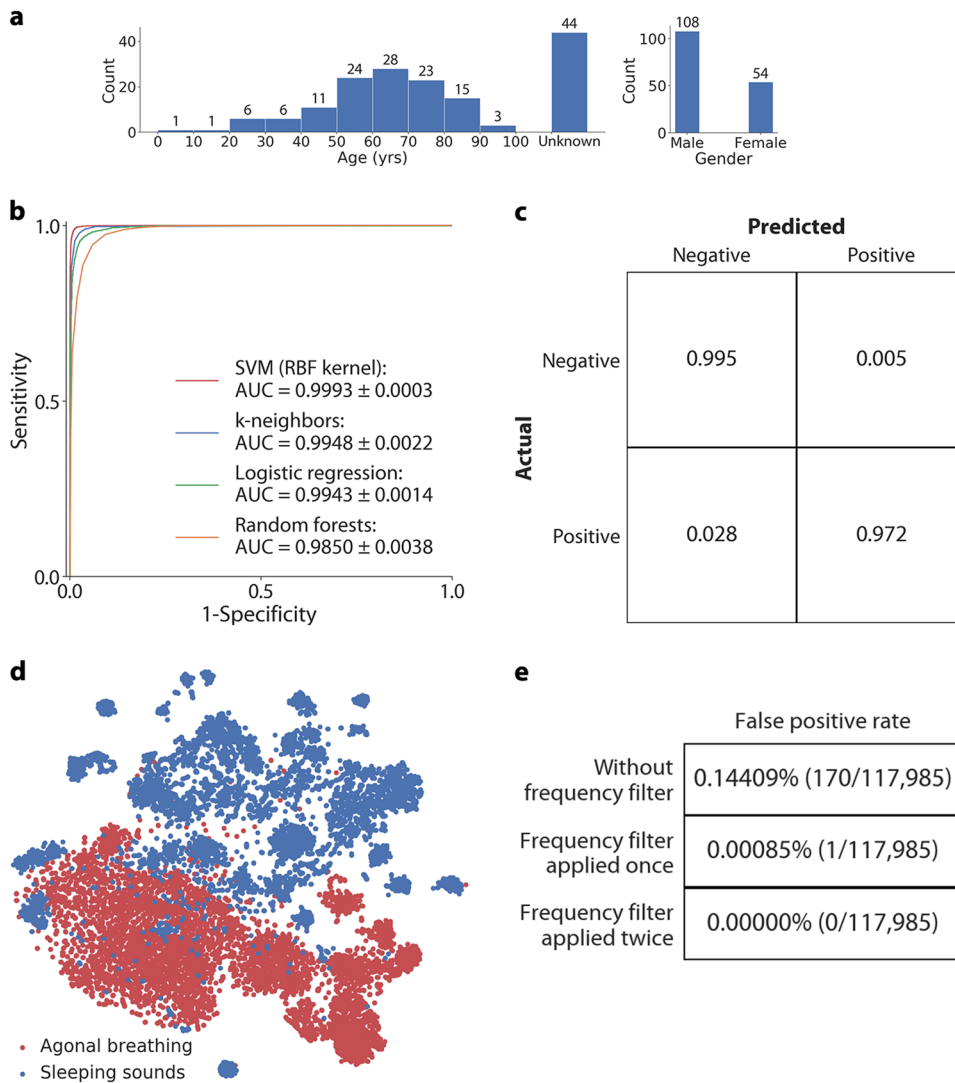 a
44
108
28
24
23
54
15
11
6
6
3
1
1
40
20
0
Count
0 10 20 30 40 50 60 70 80 90 100 Unknown
Age (yrs)
100
50
0
Count
Male Female
Gender
b
1.0
0.5
0.0
Sensitivity
SVM (RBF kernel):
AUC = 0.9993 ± 0.0003
k-neighbors:
AUC = 0.9948 ± 0.0022
Logistic regression:
AUC = 0.9943 ± 0.0014
Random forests:
AUC = 0.9850 ± 0.0038
0.0 0.5 1.0
1-Specificity
c
Predicted
Negative Positive
Actual
Negative 0.995 0.005
Positive 0.028 0.972
d
Agonal breathing
Sleeping sounds
e
False positive rate
Without
frequency filter
0.14409% (170/117,985)
Frequency filter
applied once
0.00085% (1/117,985)
Frequency filter
applied twice
0.00000% (0/117,985)